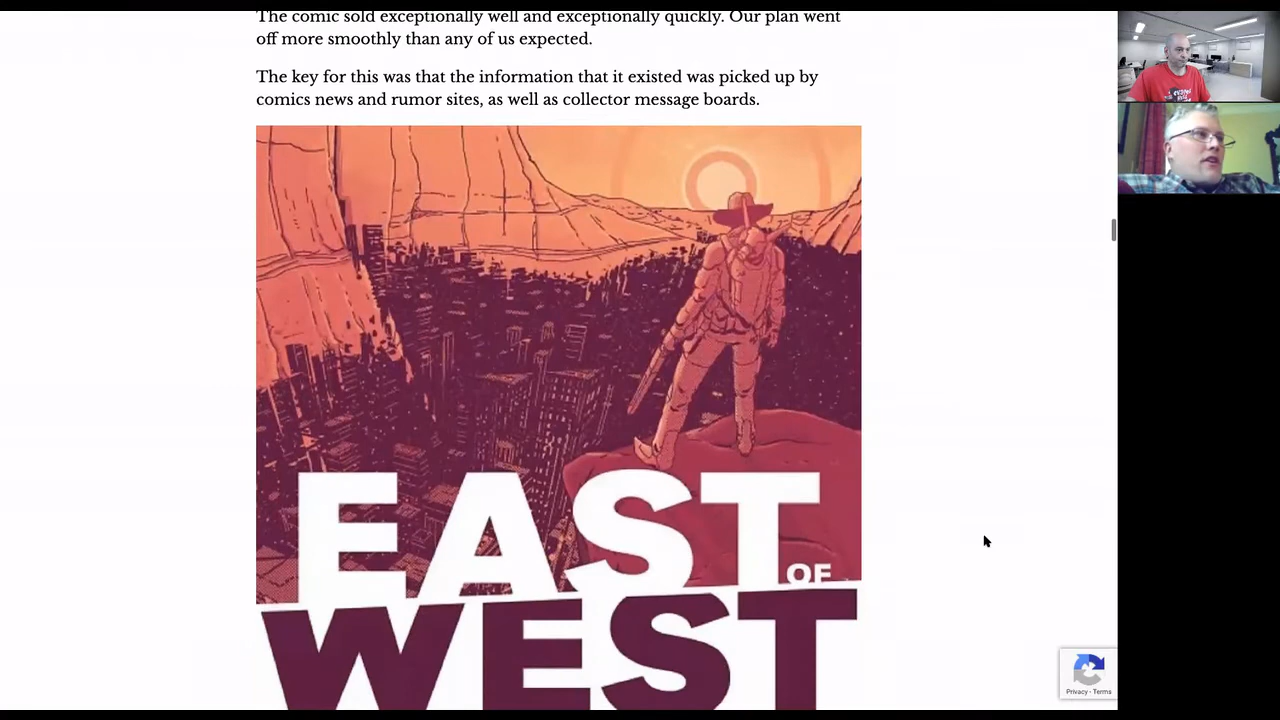 The comic sold exceptionally well and exceptionally quickly. Our plan went
off more smoothly than any of us expected.
The key for this was that the information that it existed was picked up by
comics news and rumor sites, as well as collector message boards.
EAST
OF
WEST
Privacy - Terms